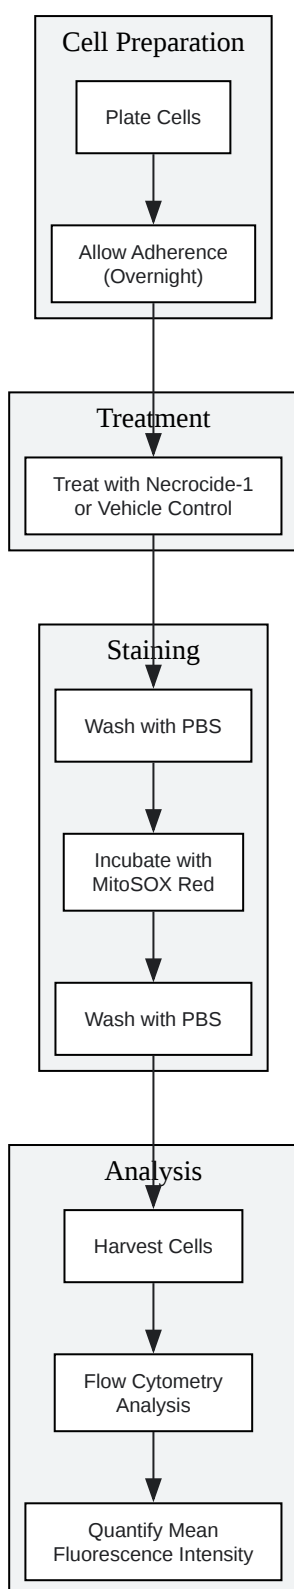 Cell Preparation
Plate Cells
Allow Adherence
(Overnight)
Treatment
Treat with Necrocide-1
or Vehicle Control
Staining
Wash with PBS
Incubate with
MitoSOX Red
Wash with PBS
Analysis
Harvest Cells
Flow Cytometry
Analysis
Quantify Mean
Fluorescence Intensity